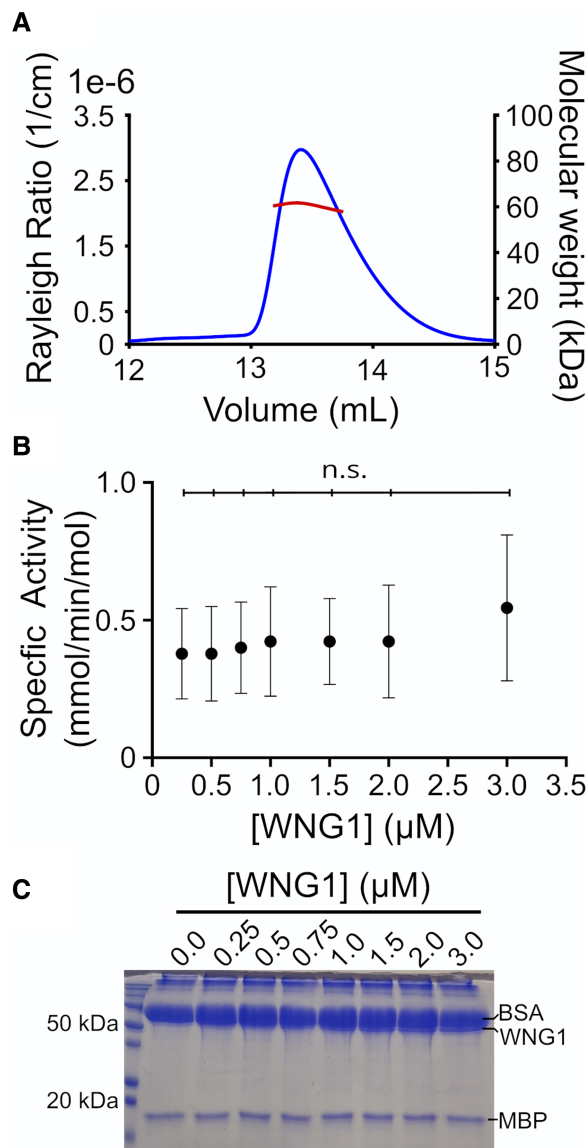 A
1e-6
Rayleigh Ratio (1/cm)
3.5
2.5
1.5
0.5
0
Molecular weight (kDa)
100
80
60
40
20
0
12 13 14 15
Volume (mL)
B
n.s.
Specfic Activity
(mmol/min/mol)
1.0
0.5
0
0 0.5 1.0 1.5 2.0 2.5 3.0 3.5
[WNG1] (µM)
C
[WNG1] (µM)
0.0 0.25 0.5 0.75 1.0 1.5 2.0 3.0
50 kDa
20 kDa
BSA
WNG1
MBP